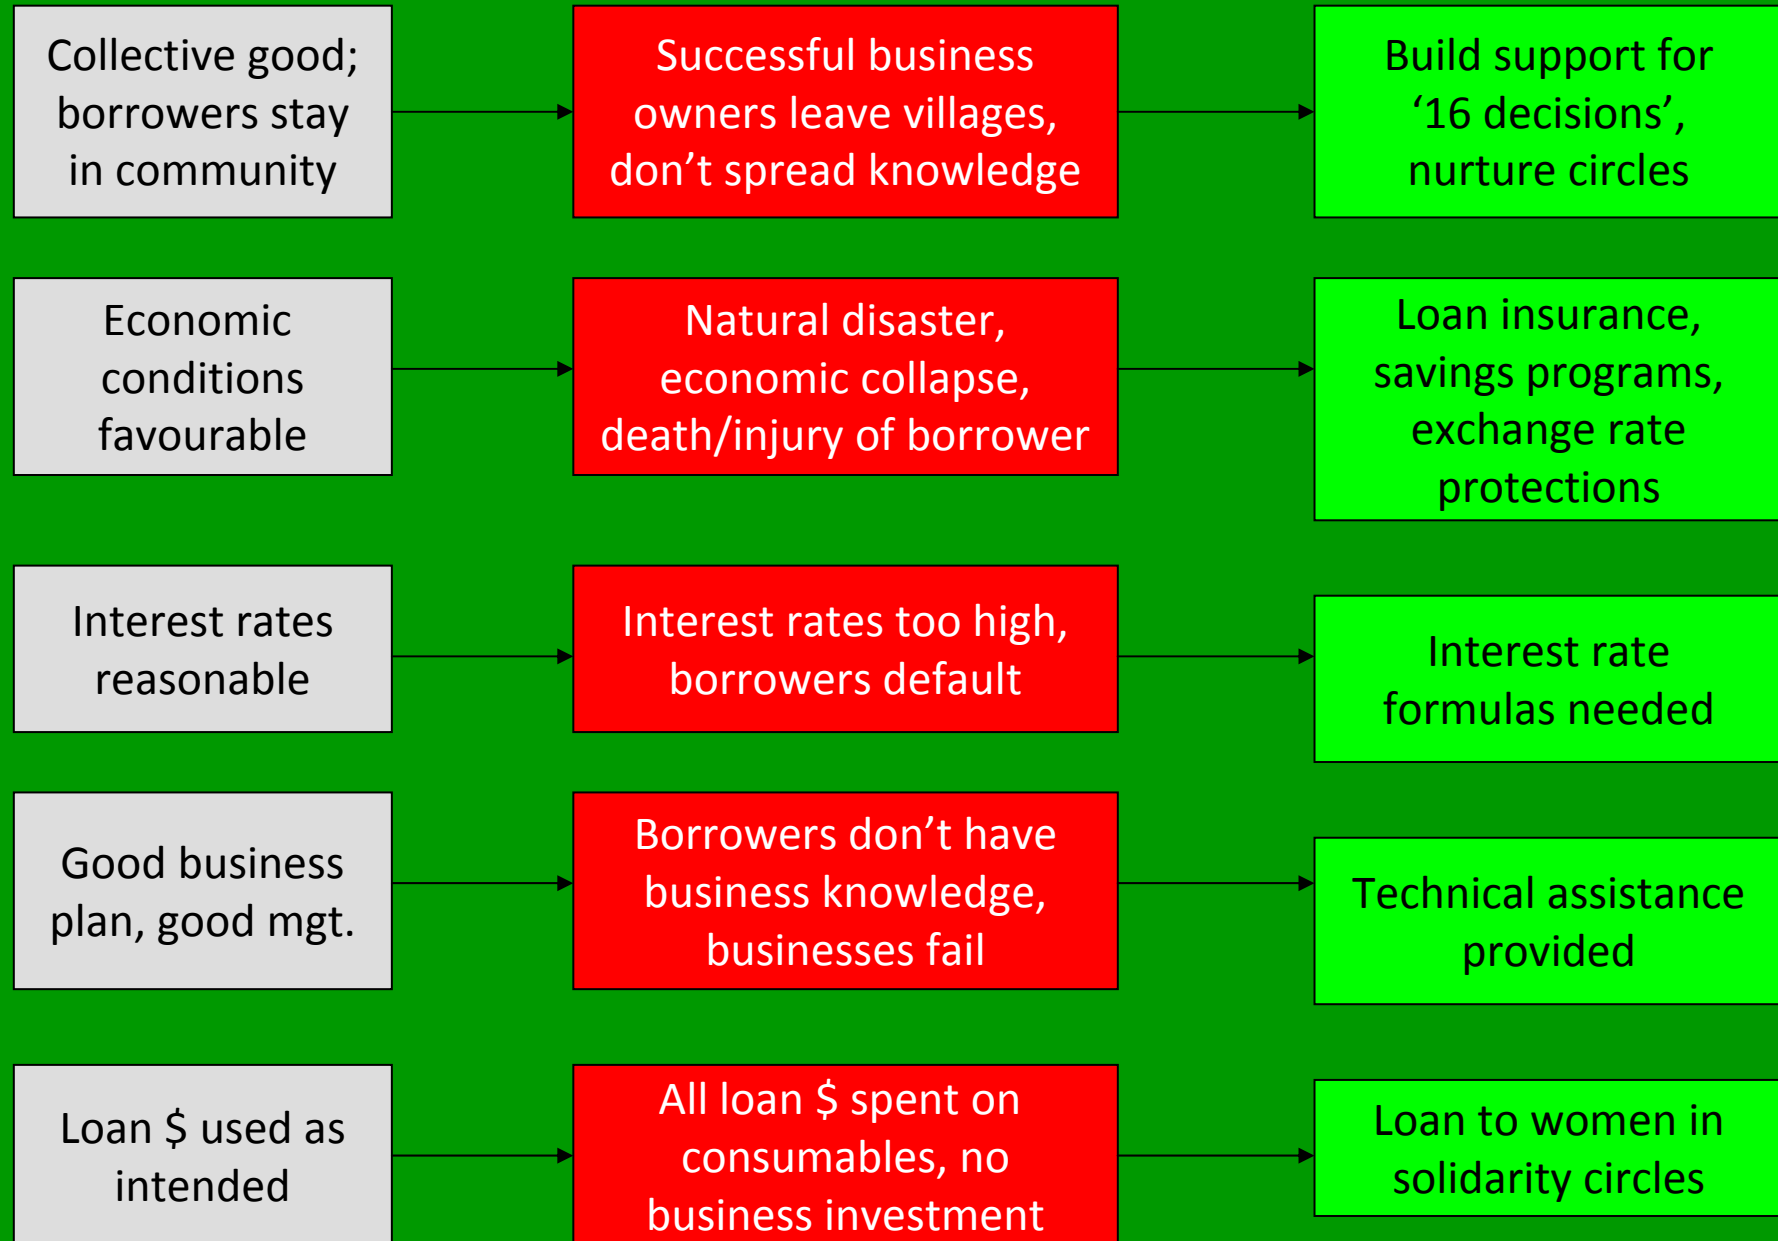 Collective good;
borrowers stay
in community
Successful business
owners leave villages,
don’t spread knowledge
Build support for
‘16 decisions’,
nurture circles
Economic
conditions
favourable
Natural disaster,
economic collapse,
death/injury of borrower
Loan insurance,
savings programs,
exchange rate
protections
Interest rates
reasonable
Interest rates too high,
borrowers default
Interest rate
formulas needed
Good business
plan, good mgt.
Borrowers don’t have
business knowledge,
businesses fail
Technical assistance
provided
Loan $ used as
intended
All loan $ spent on
consumables, no
business investment
Loan to women in
solidarity circles